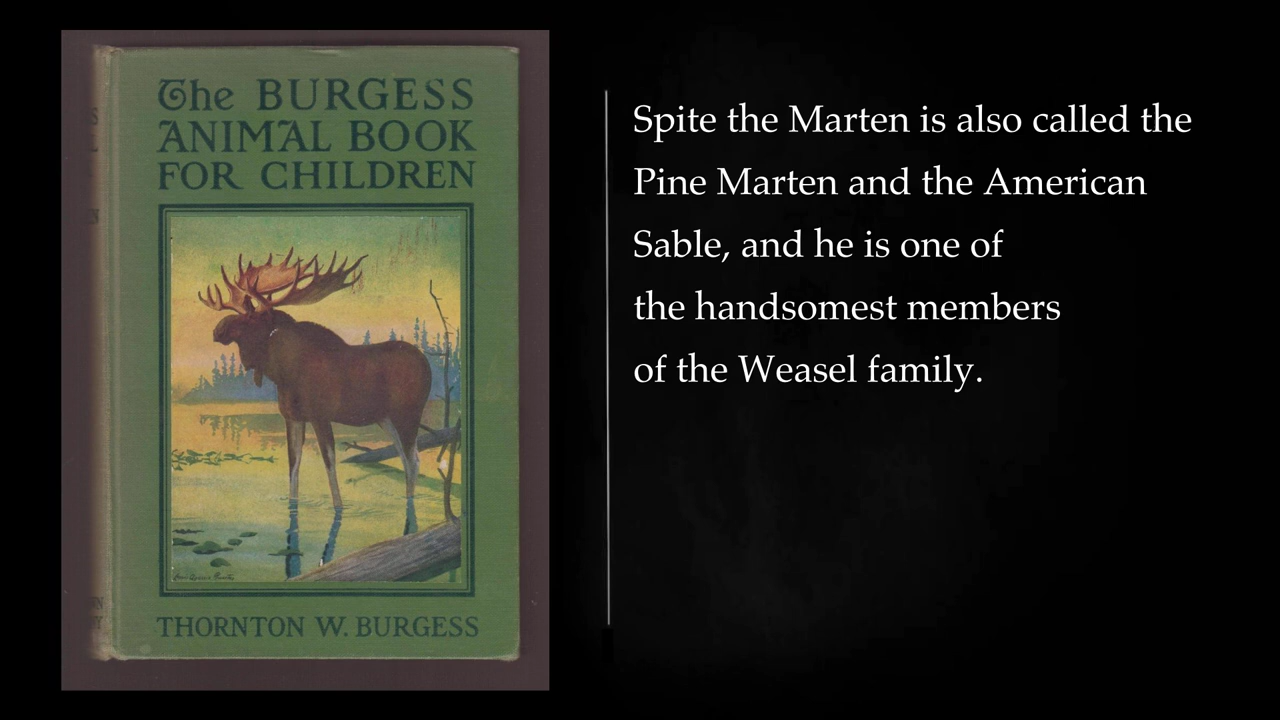 The BURGESS
ANIMAL BOOK
FOR CHILDREN
THORNTON W. BURGESS
Spite the Marten is also called the
Pine Marten and the American
Sable, and he is one of
the handsomest members
of the Weasel family.